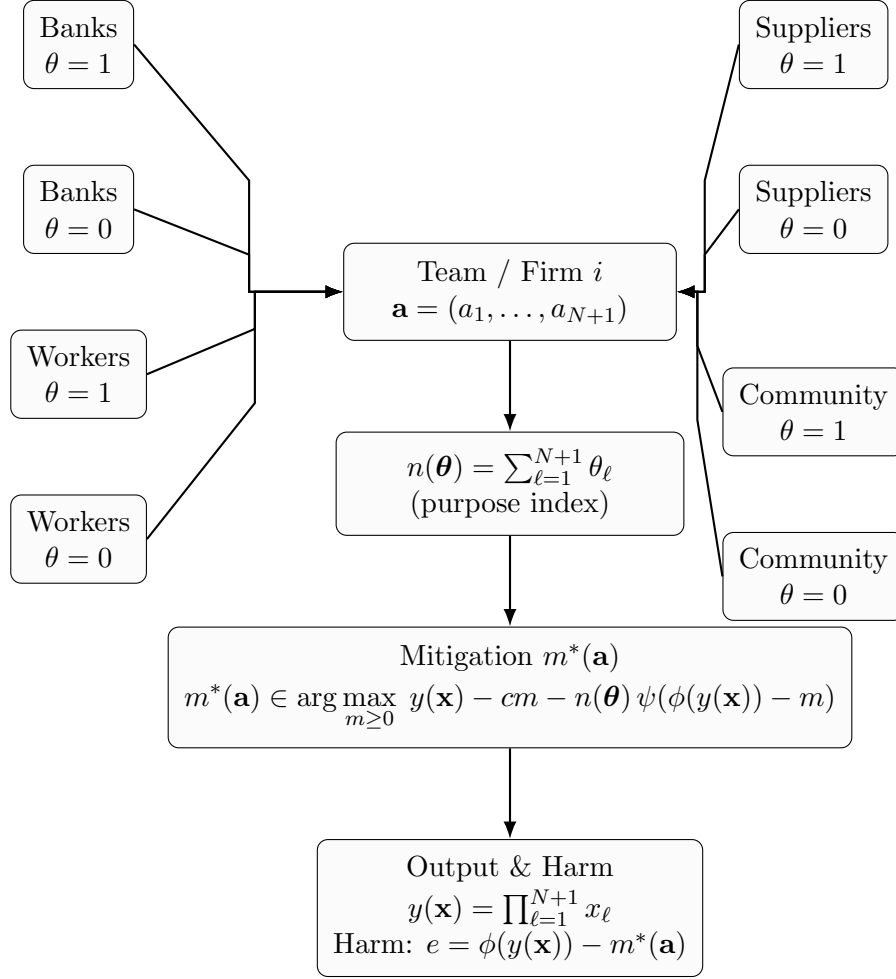 Banks
θ = 1
Banks
θ = 0
Workers
θ = 1
Workers
θ = 0
Suppliers
θ = 1
Suppliers
θ = 0
Community
θ = 1
Community
θ = 0
Team / Firm i
a = (a₁, …, a_{N+1})
n(θ) = ∑_{ℓ=1}^{N+1} θ_ℓ
(purpose index)
Mitigation m*(a)
m*(a) ∈ arg max_{m≥0} y(x) − cm − n(θ) ψ(ϕ(y(x)) − m)
Output & Harm
y(x) = ∏_{ℓ=1}^{N+1} x_ℓ
Harm: e = ϕ(y(x)) − m*(a)